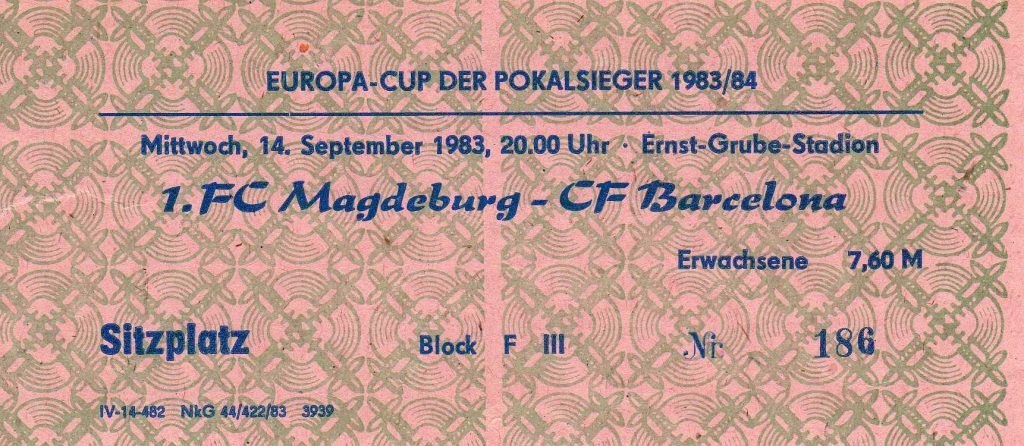 EUROPA-CUP DER POKALSIEGER 1983/84
Mittwoch, 14. September 1983, 20.00 Uhr · Ernst-Grube-Stadion
1. FC Magdeburg - CF Barcelona
Erwachsene 7,60 M
Sitzplatz Block F III Nr 186
IV-14-482 NkG 44/422/83 3939